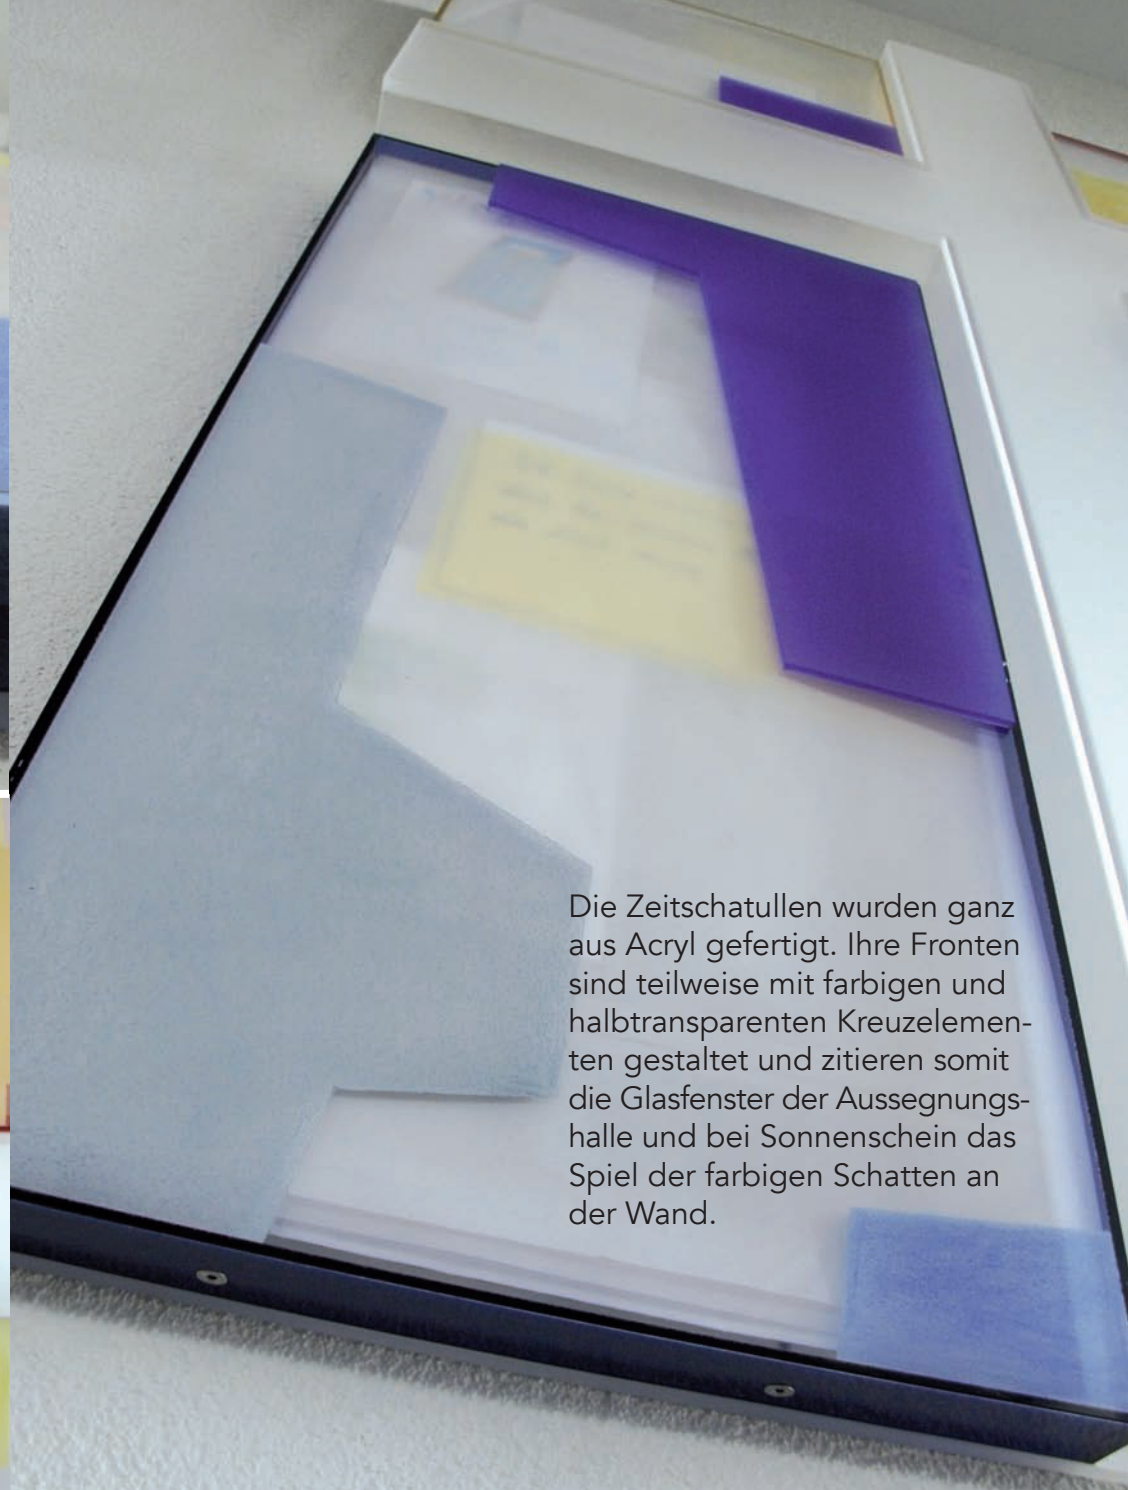 Die Zeitschatullen wurden ganz
aus Acryl gefertigt. Ihre Fronten
sind teilweise mit farbigen und
halbtransparenten Kreuzelemen-
ten gestaltet und zitieren somit
die Glasfenster der Aussegnungs-
halle und bei Sonnenschein das
Spiel der farbigen Schatten an
der Wand.